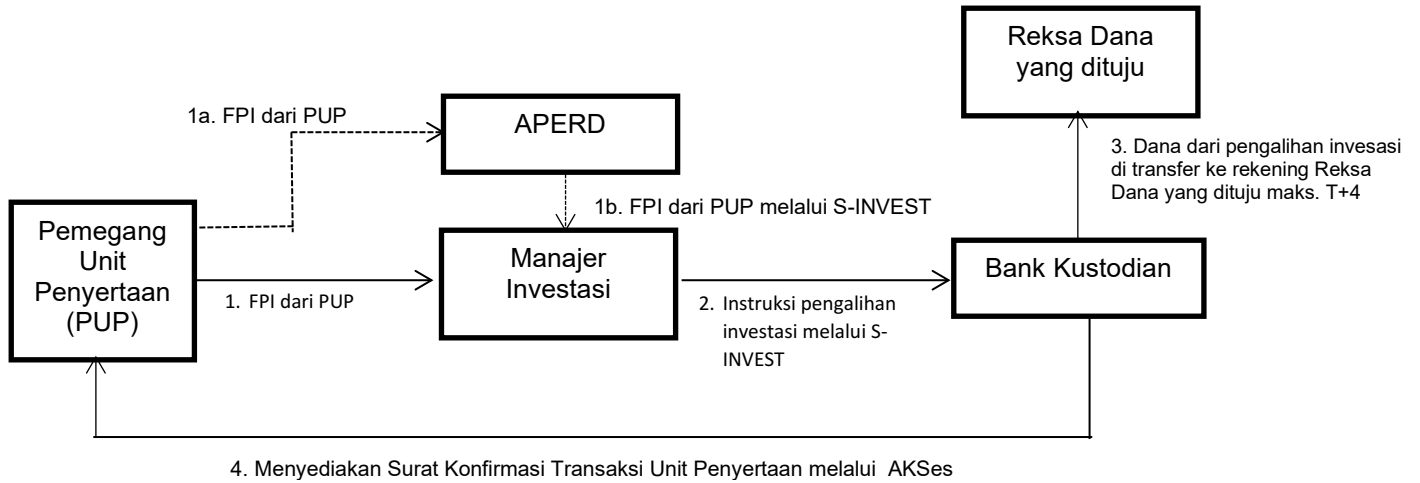 Reksa Dana
yang dituju
1a. FPI dari PUP
APERD
3. Dana dari pengalihan invesasi
di transfer ke rekening Reksa
Dana yang dituju maks. T+4
1b. FPI dari PUP melalui S-INVEST
Pemegang
Unit
Penyertaan
(PUP)
Manajer
Investasi
Bank Kustodian
1. FPI dari PUP
2. Instruksi pengalihan
investasi melalui S-
INVEST
4. Menyediakan Surat Konfirmasi Transaksi Unit Penyertaan melalui AKSes